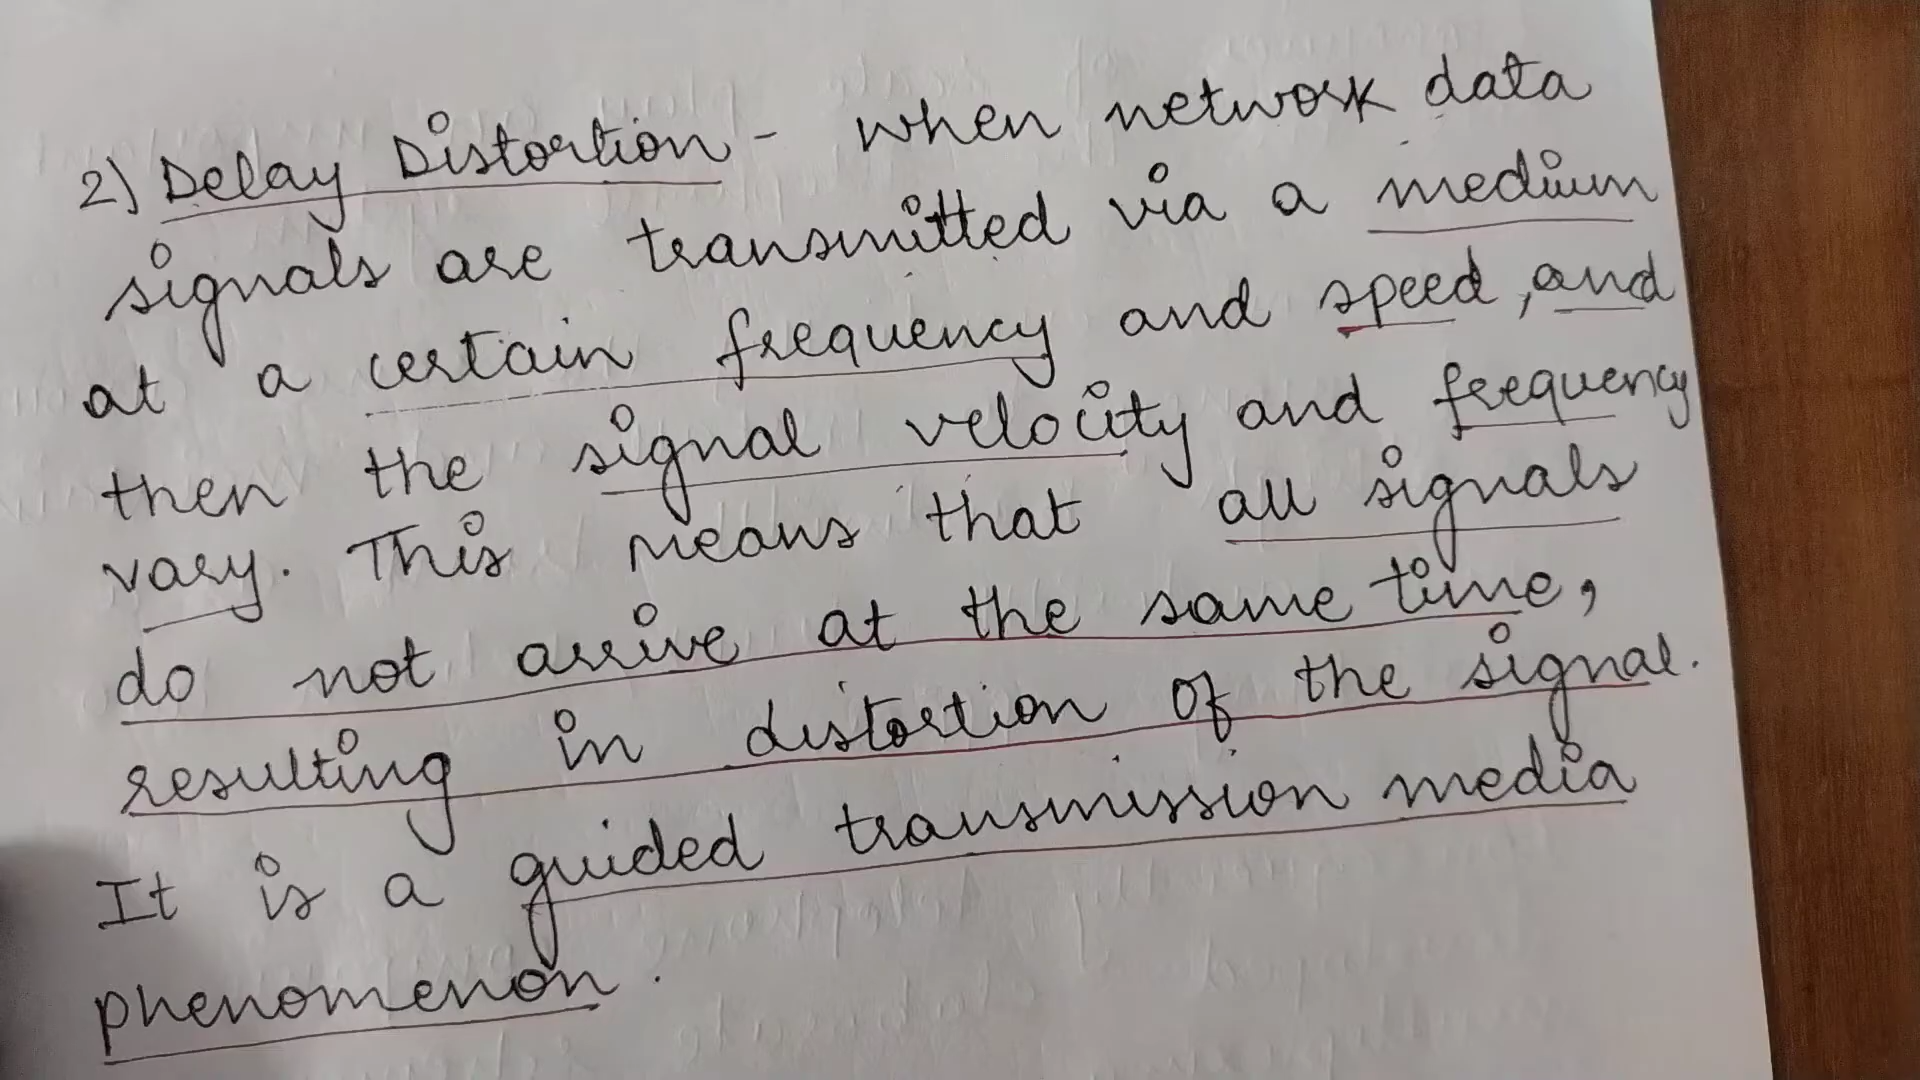 2) Delay Distortion - when network data
signals are transmitted via a medium
at a certain frequency and speed, and
then the signal velocity and frequency
vary. This means that all signals
do not arrive at the same time,
resulting in distortion of the signal.
It is a guided transmission media
phenomenon.